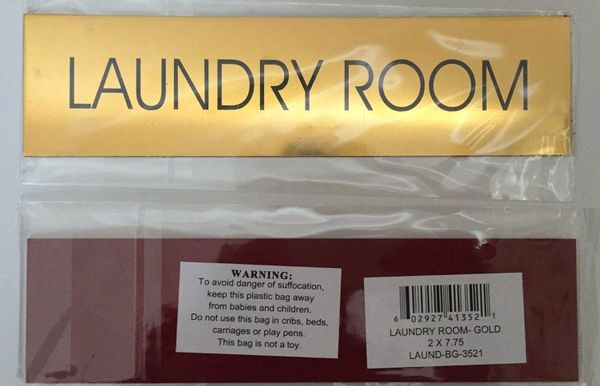 LAUNDRY ROOM
WARNING:
To avoid danger of suffocation,
keep this plastic bag away
from babies and children.
Do not use this bag in cribs, beds,
carriages or play pens.
This bag is not a toy.
6 02927 41352 1
LAUNDRY ROOM- GOLD
2 X 7.75
LAUND-BG-3521